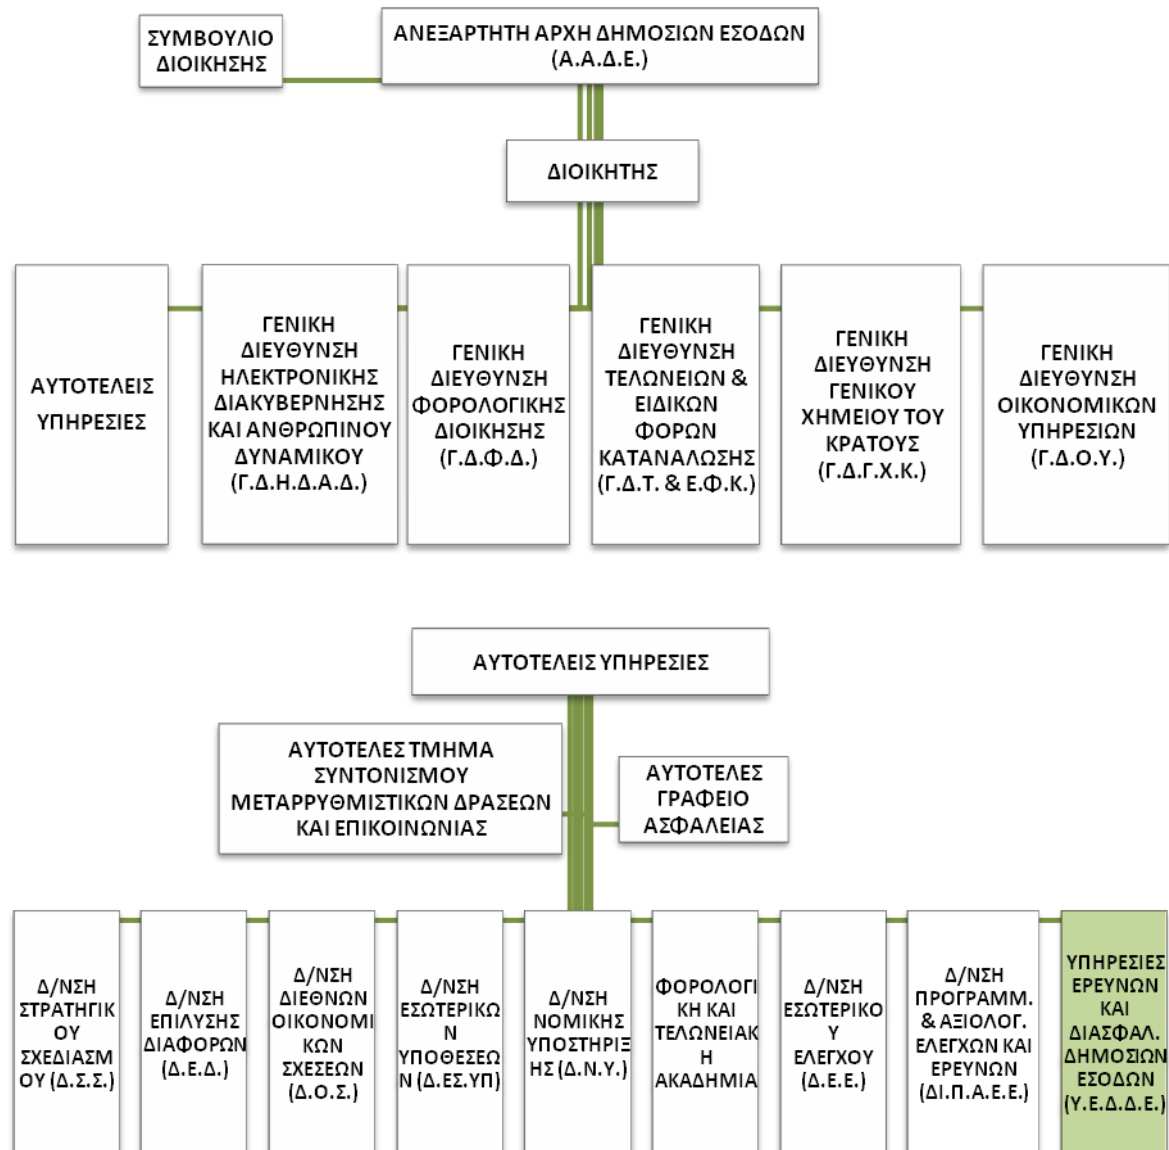 ΣΥΜΒΟΥΛΙΟ
ΔΙΟΙΚΗΣΗΣ
ΑΝΕΞΑΡΤΗΤΗ ΑΡΧΗ ΔΗΜΟΣΙΩΝ ΕΣΟΔΩΝ
(Α.Α.Δ.Ε.)
ΔΙΟΙΚΗΤΗΣ
ΑΥΤΟΤΕΛΕΙΣ
ΥΠΗΡΕΣΙΕΣ
ΓΕΝΙΚΗ
ΔΙΕΥΘΥΝΣΗ
ΗΛΕΚΤΡΟΝΙΚΗΣ
ΔΙΑΚΥΒΕΡΝΗΣΗΣ
ΚΑΙ ΑΝΘΡΩΠΙΝΟΥ
ΔΥΝΑΜΙΚΟΥ
(Γ.Δ.Η.Δ.Α.Δ.)
ΓΕΝΙΚΗ
ΔΙΕΥΘΥΝΣΗ
ΦΟΡΟΛΟΓΙΚΗΣ
ΔΙΟΙΚΗΣΗΣ
(Γ.Δ.Φ.Δ.)
ΓΕΝΙΚΗ
ΔΙΕΥΘΥΝΣΗ
ΤΕΛΩΝΕΙΩΝ &
ΕΙΔΙΚΩΝ
ΦΟΡΩΝ
ΚΑΤΑΝΑΛΩΣΗΣ
(Γ.Δ.Τ. & Ε.Φ.Κ.)
ΓΕΝΙΚΗ
ΔΙΕΥΘΥΝΣΗ
ΓΕΝΙΚΟΥ
ΧΗΜΕΙΟΥ ΤΟΥ
ΚΡΑΤΟΥΣ
(Γ.Δ.Γ.Χ.Κ.)
ΓΕΝΙΚΗ
ΔΙΕΥΘΥΝΣΗ
ΟΙΚΟΝΟΜΙΚΩΝ
ΥΠΗΡΕΣΙΩΝ
(Γ.Δ.Ο.Υ.)
ΑΥΤΟΤΕΛΕΙΣ ΥΠΗΡΕΣΙΕΣ
ΑΥΤΟΤΕΛΕΣ ΤΜΗΜΑ
ΣΥΝΤΟΝΙΣΜΟΥ
ΜΕΤΑΡΡΥΘΜΙΣΤΙΚΩΝ ΔΡΑΣΕΩΝ
ΚΑΙ ΕΠΙΚΟΙΝΩΝΙΑΣ
ΑΥΤΟΤΕΛΕΣ
ΓΡΑΦΕΙΟ
ΑΣΦΑΛΕΙΑΣ
Δ/ΝΣΗ
ΣΤΡΑΤΗΓΙΚ
ΟΥ
ΣΧΕΔΙΑΣΜ
ΟΥ (Δ.Σ.Σ.)
Δ/ΝΣΗ
ΕΠΙΛΥΣΗΣ
ΔΙΑΦΟΡΩΝ
(Δ.Ε.Δ.)
Δ/ΝΣΗ
ΔΙΕΘΝΩΝ
ΟΙΚΟΝΟΜΙ
ΚΩΝ
ΣΧΕΣΕΩΝ
(Δ.Ο.Σ.)
Δ/ΝΣΗ
ΕΣΩΤΕΡΙΚΩ
Ν
ΥΠΟΘΕΣΕΩ
Ν (Δ.ΕΣ.ΥΠ)
Δ/ΝΣΗ
ΝΟΜΙΚΗΣ
ΥΠΟΣΤΗΡΙΞ
ΗΣ (Δ.Ν.Υ.)
ΦΟΡΟΛΟΓΙ
ΚΗ ΚΑΙ
ΤΕΛΩΝΕΙΑΚ
Η
ΑΚΑΔΗΜΙΑ
Δ/ΝΣΗ
ΕΣΩΤΕΡΙΚΟ
Υ
ΕΛΕΓΧΟΥ
(Δ.Ε.Ε.)
Δ/ΝΣΗ
ΠΡΟΓΡΑΜΜ.
& ΑΞΙΟΛΟΓ.
ΕΛΕΓΧΩΝ ΚΑΙ
ΕΡΕΥΝΩΝ
(ΔΙ.Π.Α.Ε.Ε.)
ΥΠΗΡΕΣΙΕΣ
ΕΡΕΥΝΩΝ
ΚΑΙ
ΔΙΑΣΦΑΛ.
ΔΗΜΟΣΙΩΝ
ΕΣΟΔΩΝ
(Υ.Ε.Δ.Δ.Ε.)